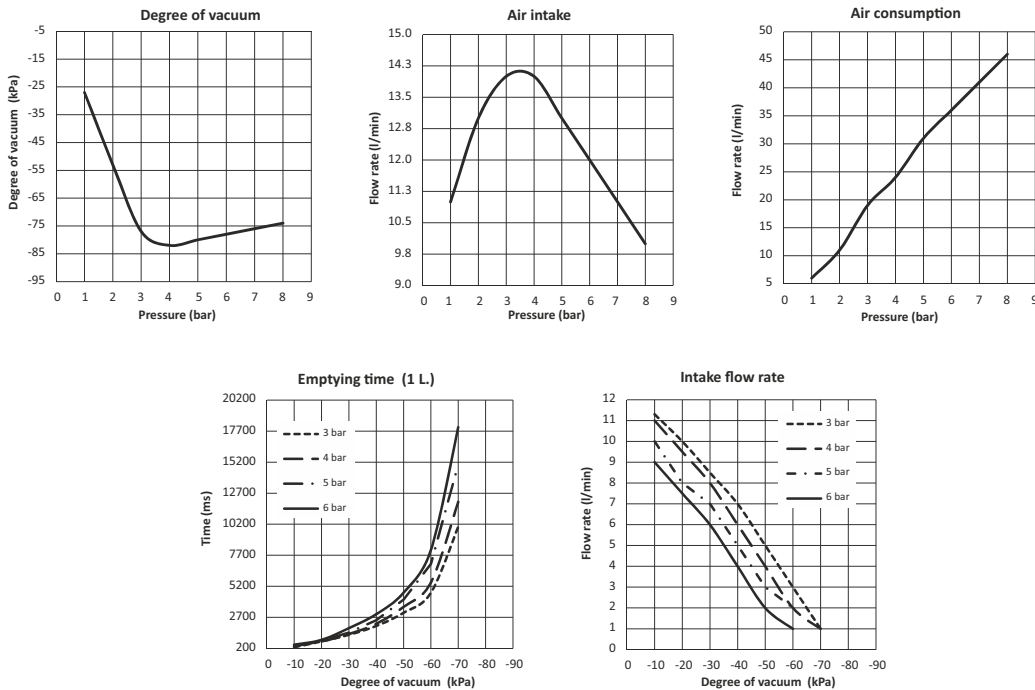 Degree of vacuum
Degree of vacuum (kPa)
-5
-15
-25
-35
-45
-55
-65
-75
-85
-95
0 1 2 3 4 5 6 7 8 9
Pressure (bar)
Air intake
Flow rate (l/min)
15.0
14.3
13.5
12.8
12.0
11.3
10.5
9.8
9.0
0 1 2 3 4 5 6 7 8 9
Pressure (bar)
Air consumption
Flow rate (l/min)
50
45
40
35
30
25
20
15
10
5
0 1 2 3 4 5 6 7 8 9
Pressure (bar)
Emptying time (1 L.)
Time (ms)
20200
17700
15200
12700
10200
7700
5200
2700
200
3 bar
4 bar
5 bar
6 bar
0 -10 -20 -30 -40 -50 -60 -70 -80 -90
Degree of vacuum (kPa)
Intake flow rate
Flow rate (l/min)
12
11
10
9
8
7
6
5
4
3
2
1
0
3 bar
4 bar
5 bar
6 bar
0 -10 -20 -30 -40 -50 -60 -70 -80 -90
Degree of vacuum (kPa)